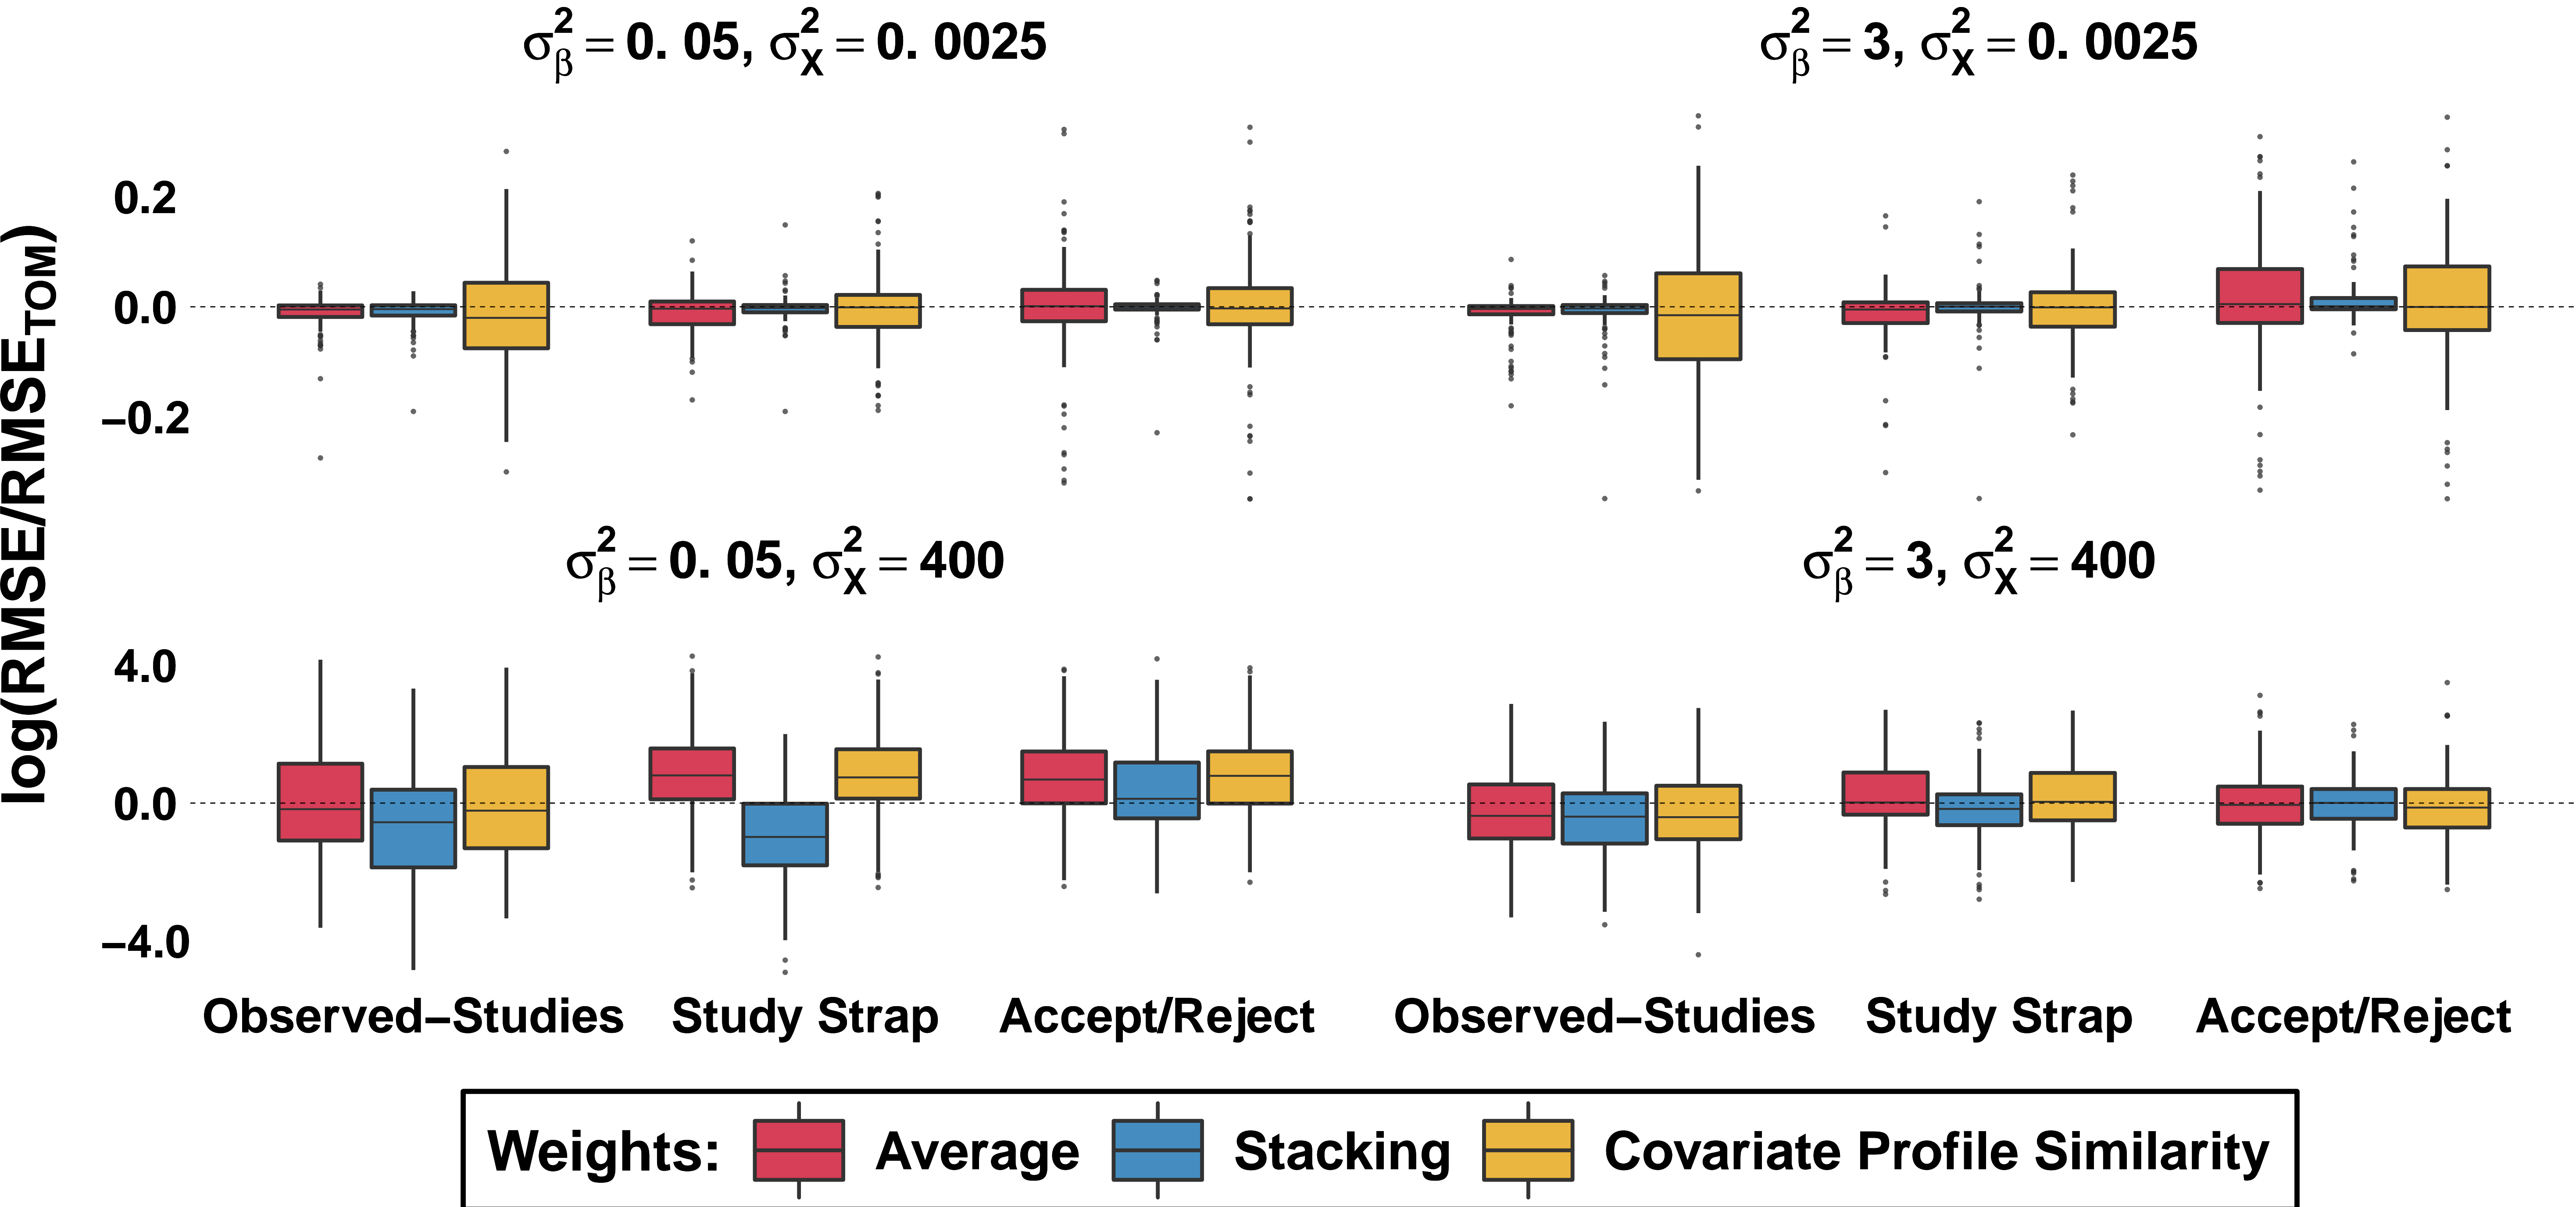 σ²β = 0. 05, σ²X = 0. 0025
σ²β = 3, σ²X = 0. 0025
0.2
0.0
−0.2
σ²β = 0. 05, σ²X = 400
σ²β = 3, σ²X = 400
4.0
0.0
−4.0
log(RMSE/RMSETOM)
Observed−Studies Study Strap Accept/Reject
Observed−Studies Study Strap Accept/Reject
Weights: Average Stacking Covariate Profile Similarity